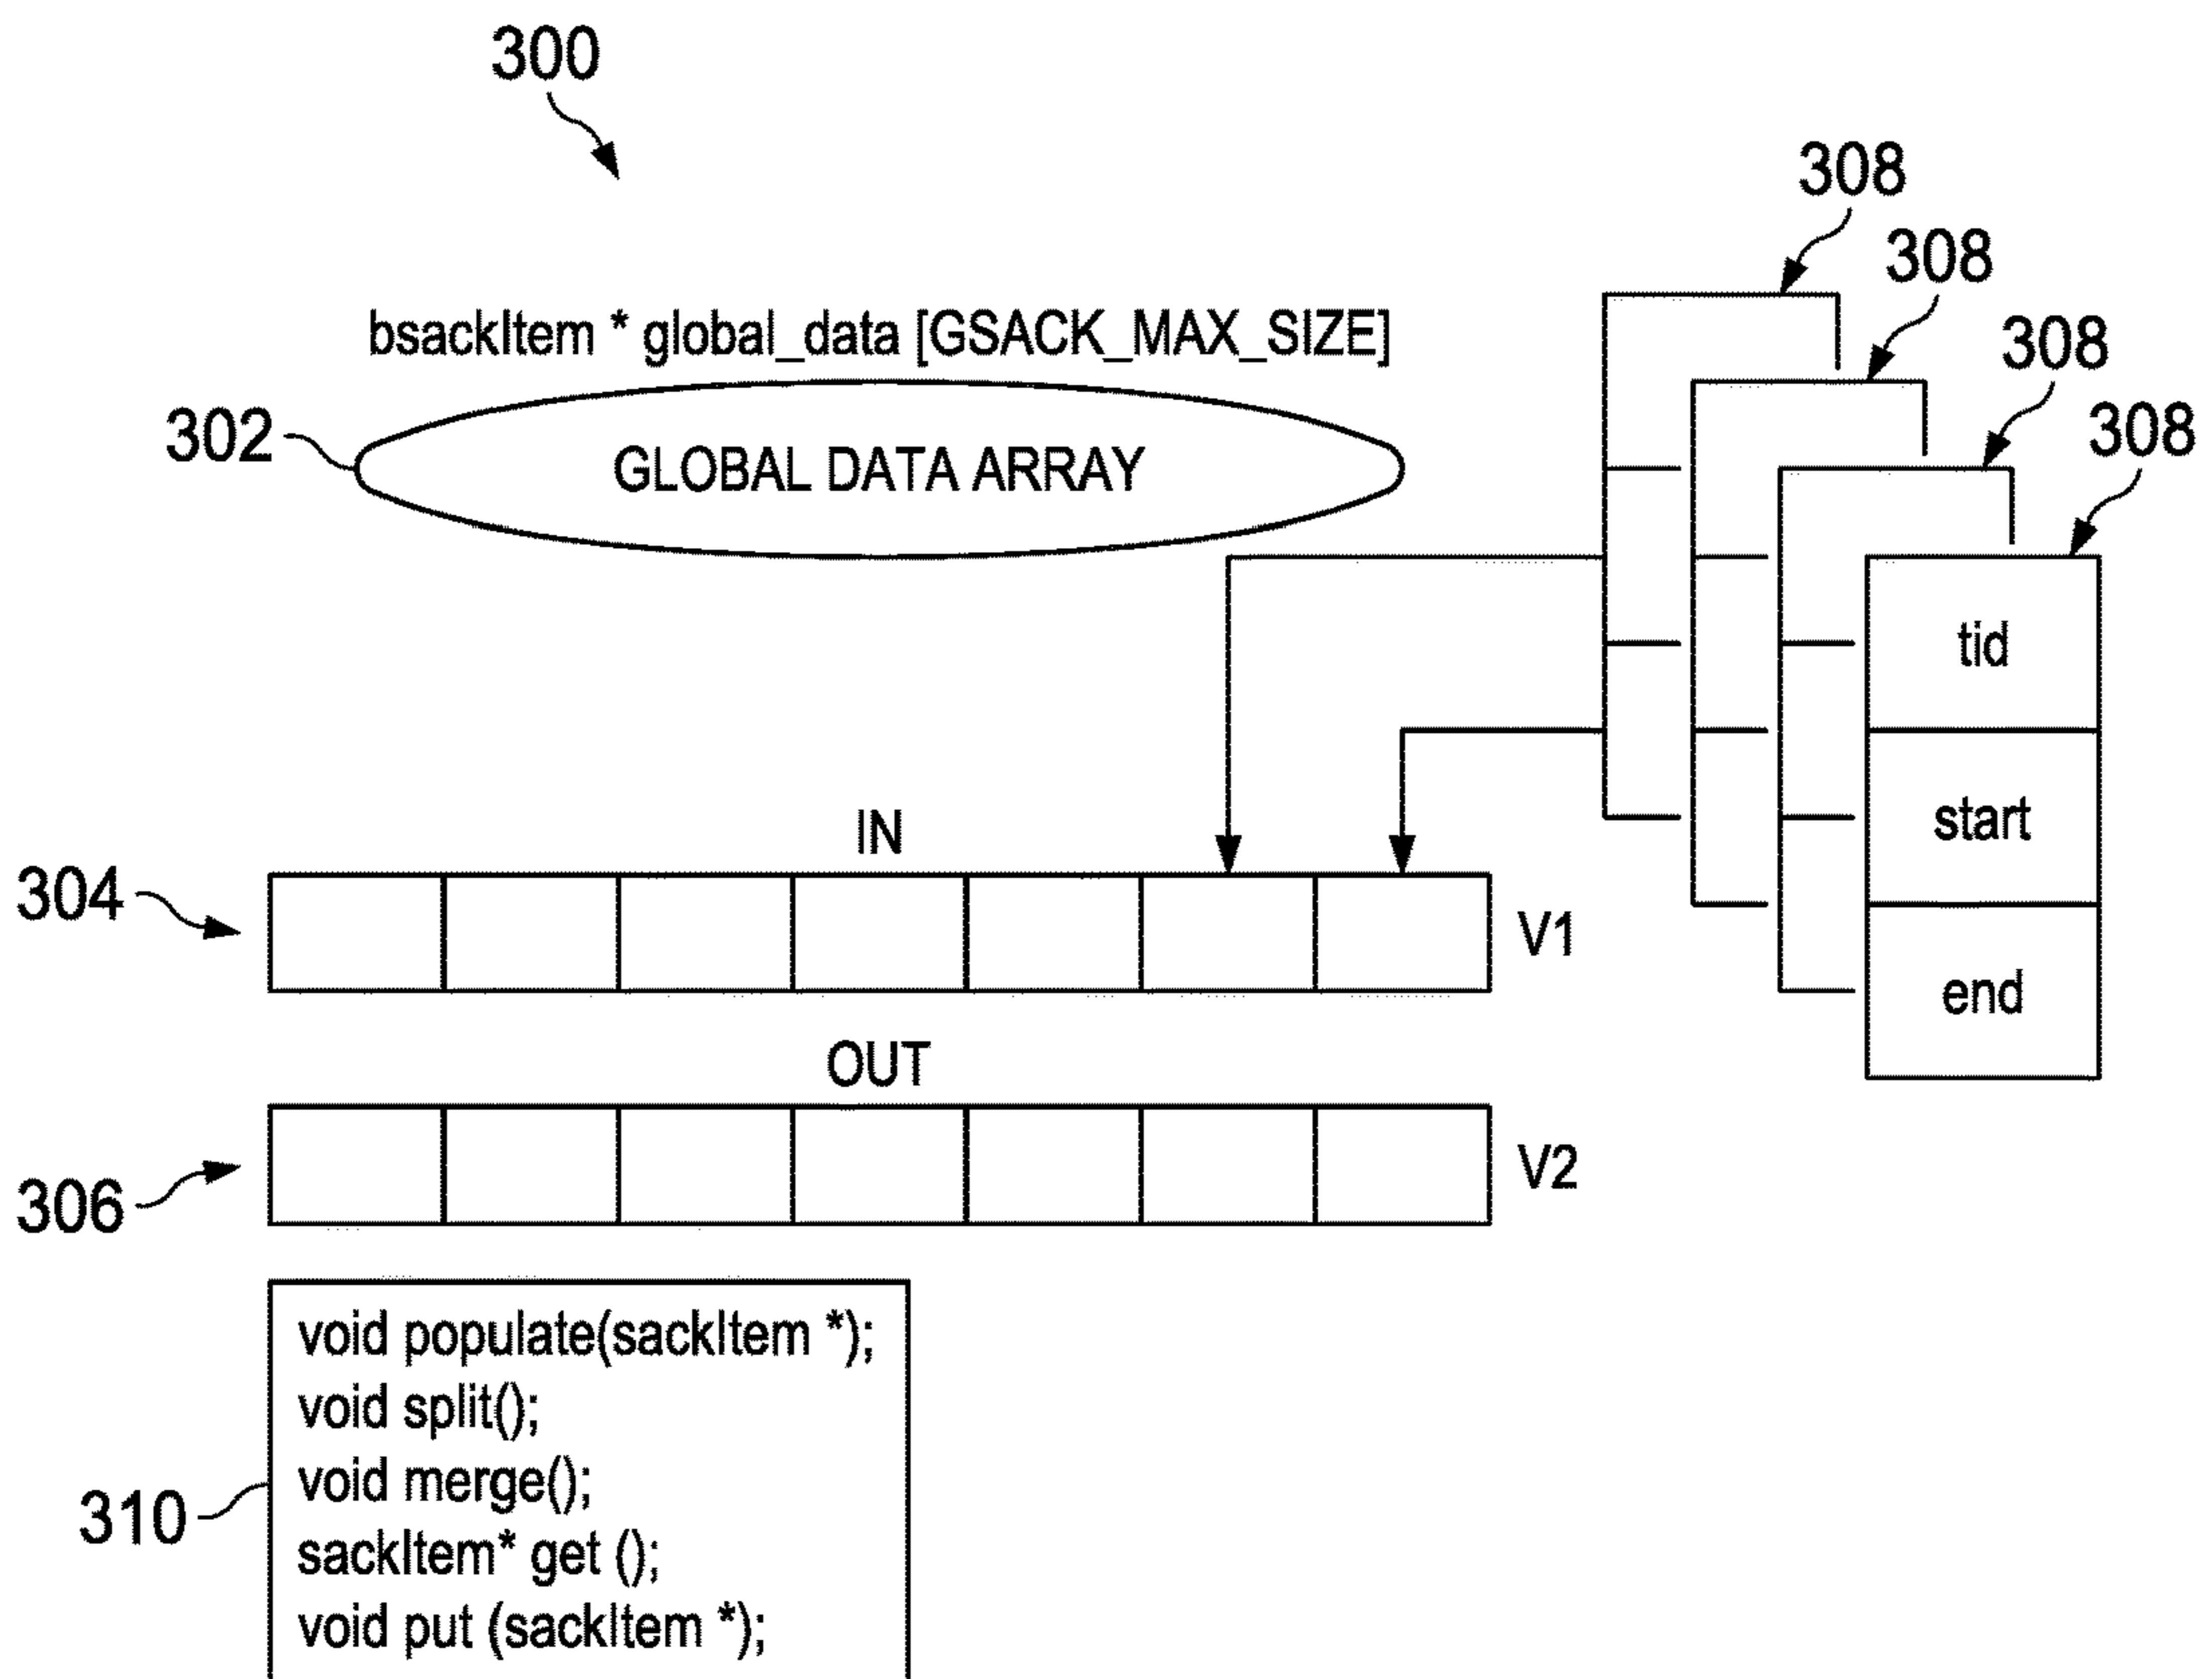 300
308
308
308
308
bsackItem * global_data [GSACK_MAX_SIZE]
302
GLOBAL DATA ARRAY
tid
start
end
IN
304
V1
OUT
306
V2
310
void populate(sackItem *);
void split();
void merge();
sackItem* get ();
void put (sackItem *);